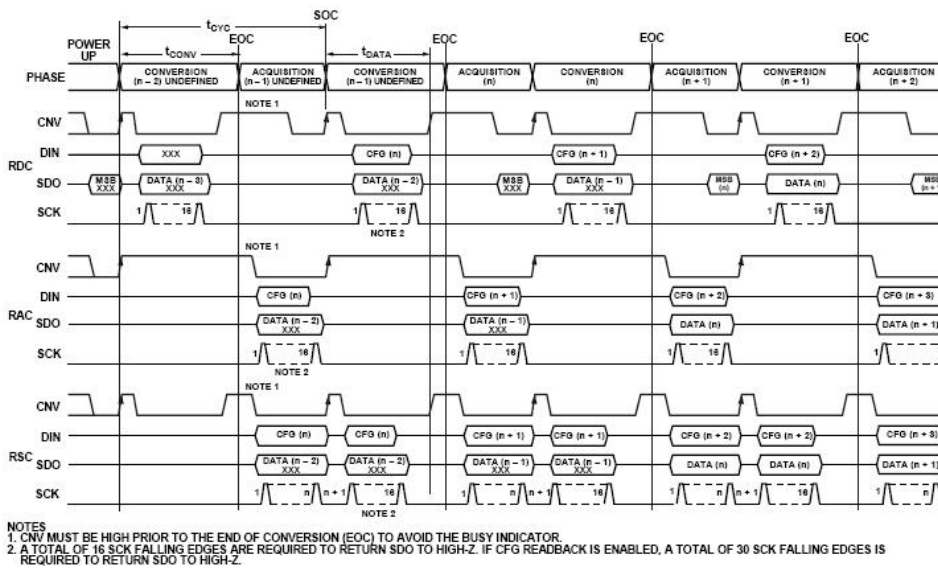 tCYC
SOC
POWER UP
tCONV
EOC
tDATA
EOC
EOC
EOC
PHASE
CONVERSION (n – 2) UNDEFINED
ACQUISITION (n – 1) UNDEFINED
CONVERSION (n – 1) UNDEFINED
ACQUISITION (n)
CONVERSION (n)
ACQUISITION (n + 1)
CONVERSION (n + 1)
ACQUISITION (n + 2)
NOTE 1
CNV
RDC
DIN
XXX
CFG (n)
CFG (n + 1)
CFG (n + 2)
SDO
MSB XXX
DATA (n – 3) XXX
DATA (n – 2) XXX
MSB XXX
DATA (n – 1) XXX
MSB (n)
DATA (n)
MSB (n + 1
SCK
1 16
1 16
1 16
1 16
NOTE 2
NOTE 1
CNV
RAC
DIN
CFG (n)
CFG (n + 1)
CFG (n + 2)
CFG (n + 3)
SDO
DATA (n – 2) XXX
DATA (n – 1) XXX
DATA (n)
DATA (n + 1)
SCK
1 16
1 16
1 16
1
NOTE 2
NOTE 1
CNV
RSC
DIN
CFG (n)
CFG (n)
CFG (n + 1)
CFG (n + 1)
CFG (n + 2)
CFG (n + 2)
CFG (n + 3)
SDO
DATA (n – 2) XXX
DATA (n – 2) XXX
DATA (n – 1) XXX
DATA (n – 1) XXX
DATA (n)
DATA (n)
DATA (n + 1)
SCK
1 n n + 1 16
1 n n + 1 16
1 n n + 1 16
1 n
NOTE 2
NOTES
1. CNV MUST BE HIGH PRIOR TO THE END OF CONVERSION (EOC) TO AVOID THE BUSY INDICATOR.
2. A TOTAL OF 16 SCK FALLING EDGES ARE REQUIRED TO RETURN SDO TO HIGH-Z. IF CFG READBACK IS ENABLED, A TOTAL OF 30 SCK FALLING EDGES IS
REQUIRED TO RETURN SDO TO HIGH-Z.